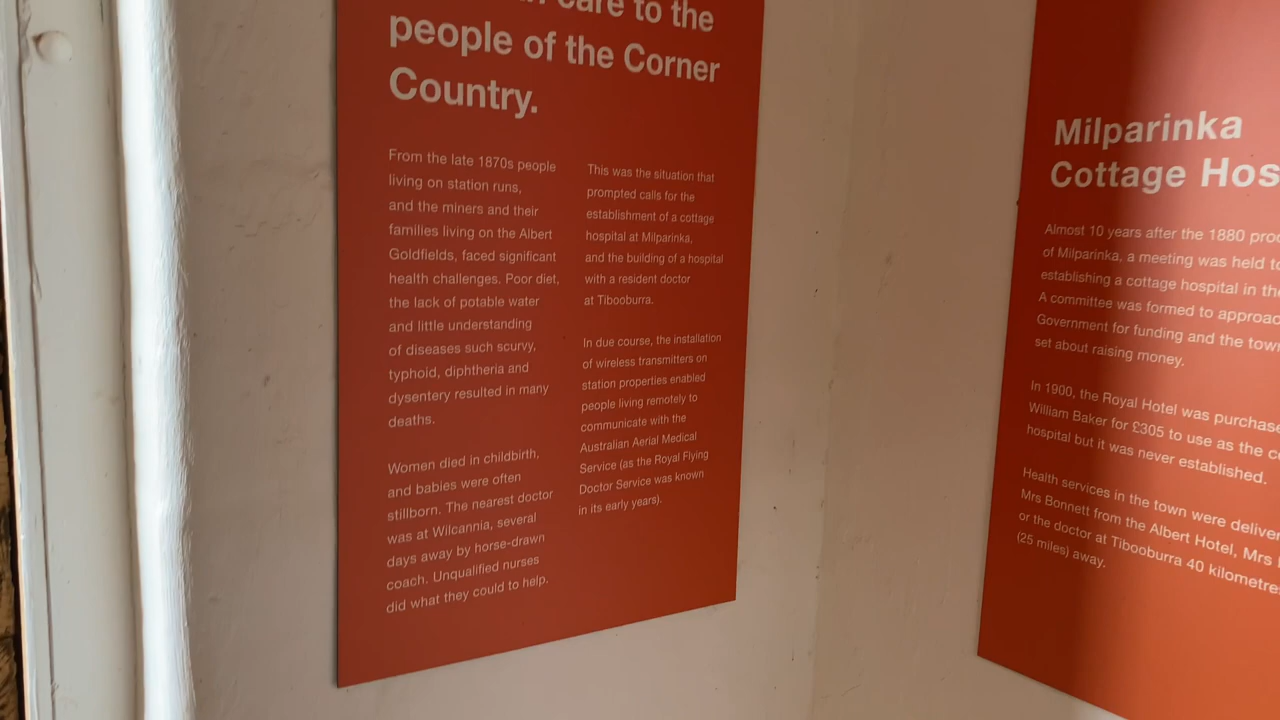 care to the
people of the Corner
Country.
From the late 1870s people
living on station runs,
and the miners and their
families living on the Albert
Goldfields, faced significant
health challenges. Poor diet,
the lack of potable water
and little understanding
of diseases such scurvy,
typhoid, diphtheria and
dysentery resulted in many
deaths.
Women died in childbirth,
and babies were often
stillborn. The nearest doctor
was at Wilcannia, several
days away by horse-drawn
coach. Unqualified nurses
did what they could to help.
This was the situation that
prompted calls for the
establishment of a cottage
hospital at Milparinka,
and the building of a hospital
with a resident doctor
at Tibooburra.
In due course, the installation
of wireless transmitters on
station properties enabled
people living remotely to
communicate with the
Australian Aerial Medical
Service (as the Royal Flying
Doctor Service was known
in its early years).
Milparinka
Cottage Hos
Almost 10 years after the 1880 proc
of Milparinka, a meeting was held to
establishing a cottage hospital in the
A committee was formed to approac
Government for funding and the town
set about raising money.
In 1900, the Royal Hotel was purchase
William Baker for £305 to use as the c
hospital but it was never established.
Health services in the town were deliver
Mrs Bonnett from the Albert Hotel, Mrs
or the doctor at Tibooburra 40 kilometre
(25 miles) away.